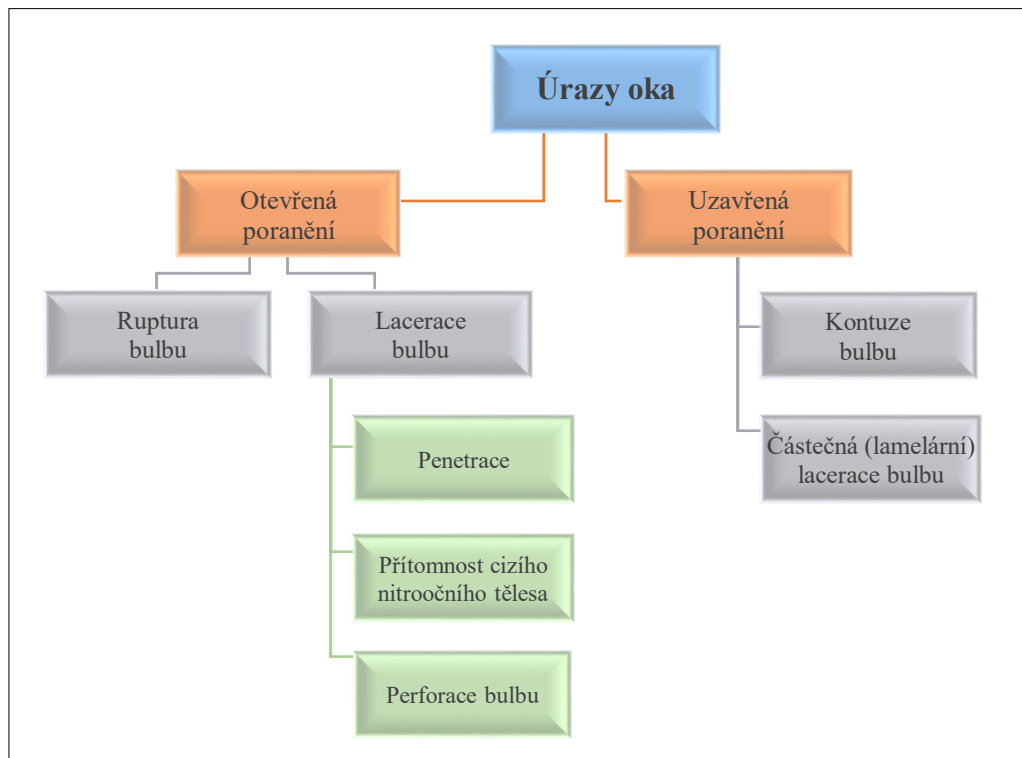 Úrazy oka
Otevřená
poranění
Uzavřená
poranění
Ruptura
bulbu
Lacerace
bulbu
Kontuze
bulbu
Penetrace
Částečná (lamelární)
lacerace bulbu
Přítomnost cizího
nitroočního tělesa
Perforace bulbu